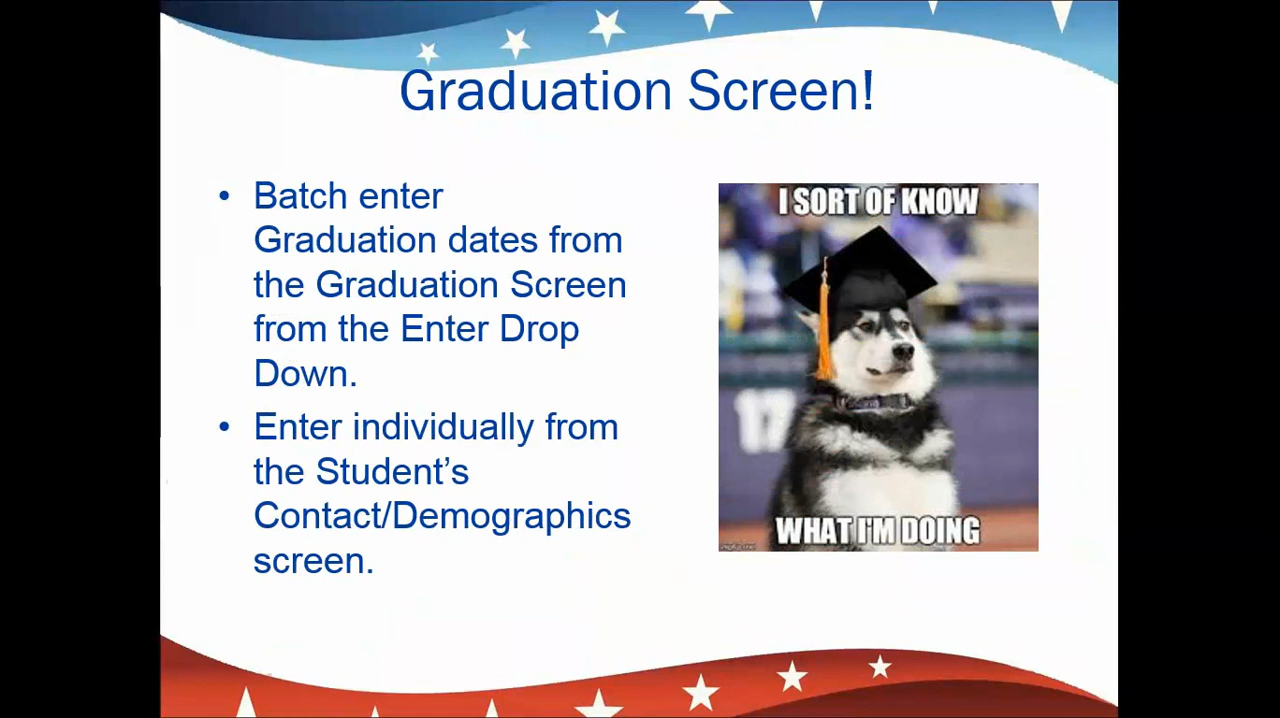 Graduation Screen!
• Batch enter
Graduation dates from
the Graduation Screen
from the Enter Drop
Down.
• Enter individually from
the Student's
Contact/Demographics
screen.
I SORT OF KNOW
17
WHAT I'M DOING